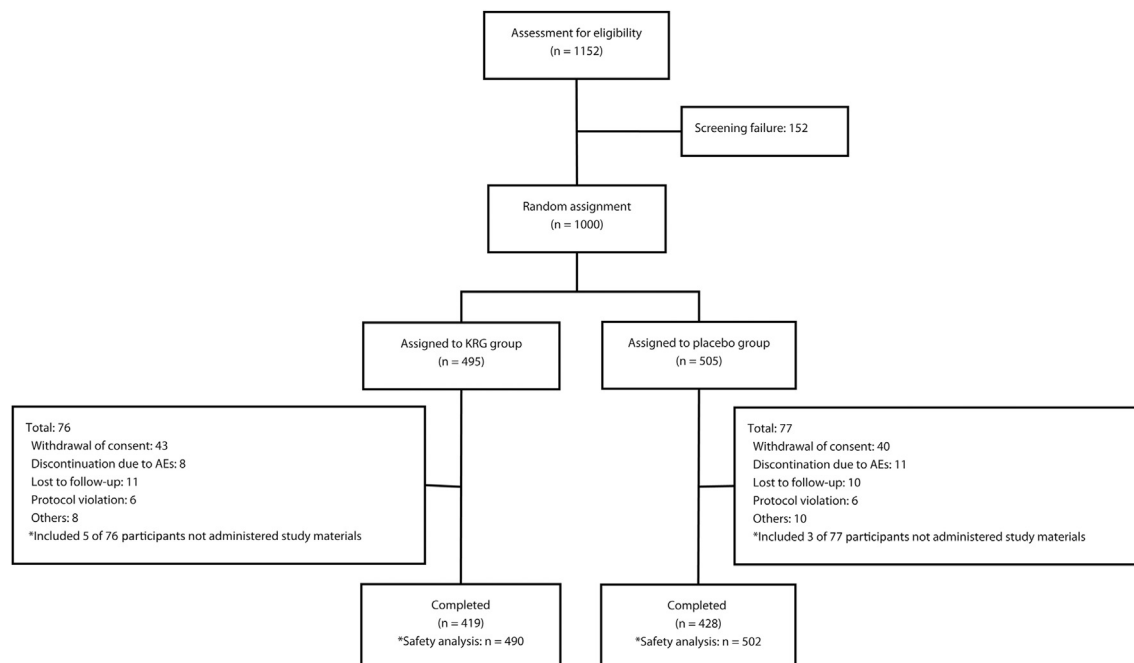 Assessment for eligibility
(n = 1152)
Screening failure: 152
Random assignment
(n = 1000)
Assigned to KRG group
(n = 495)
Assigned to placebo group
(n = 505)
Total: 76
Withdrawal of consent: 43
Discontinuation due to AEs: 8
Lost to follow-up: 11
Protocol violation: 6
Others: 8
*Included 5 of 76 participants not administered study materials
Total: 77
Withdrawal of consent: 40
Discontination due to AEs: 11
Lost to follow-up: 10
Protocol violation: 6
Others: 10
*Included 3 of 77 participants not administered study materials
Completed
(n = 419)
*Safety analysis: n = 490
Completed
(n = 428)
*Safety analysis: n = 502